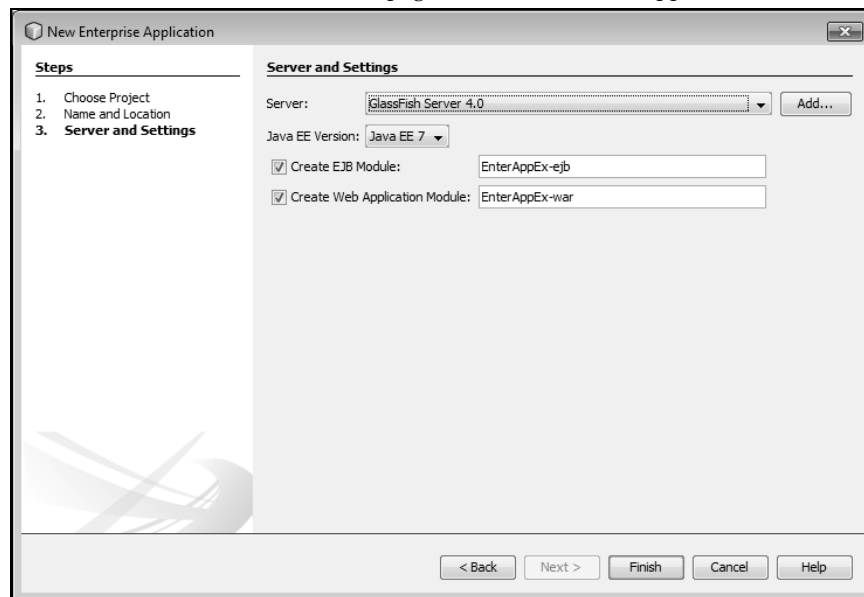 New Enterprise Application
Steps
1. Choose Project
2. Name and Location
3. Server and Settings
Server and Settings
Server: GlassFish Server 4.0 Add...
Java EE Version: Java EE 7
Create EJB Module: EnterAppEx-ejb
Create Web Application Module: EnterAppEx-war
< Back Next > Finish Cancel Help